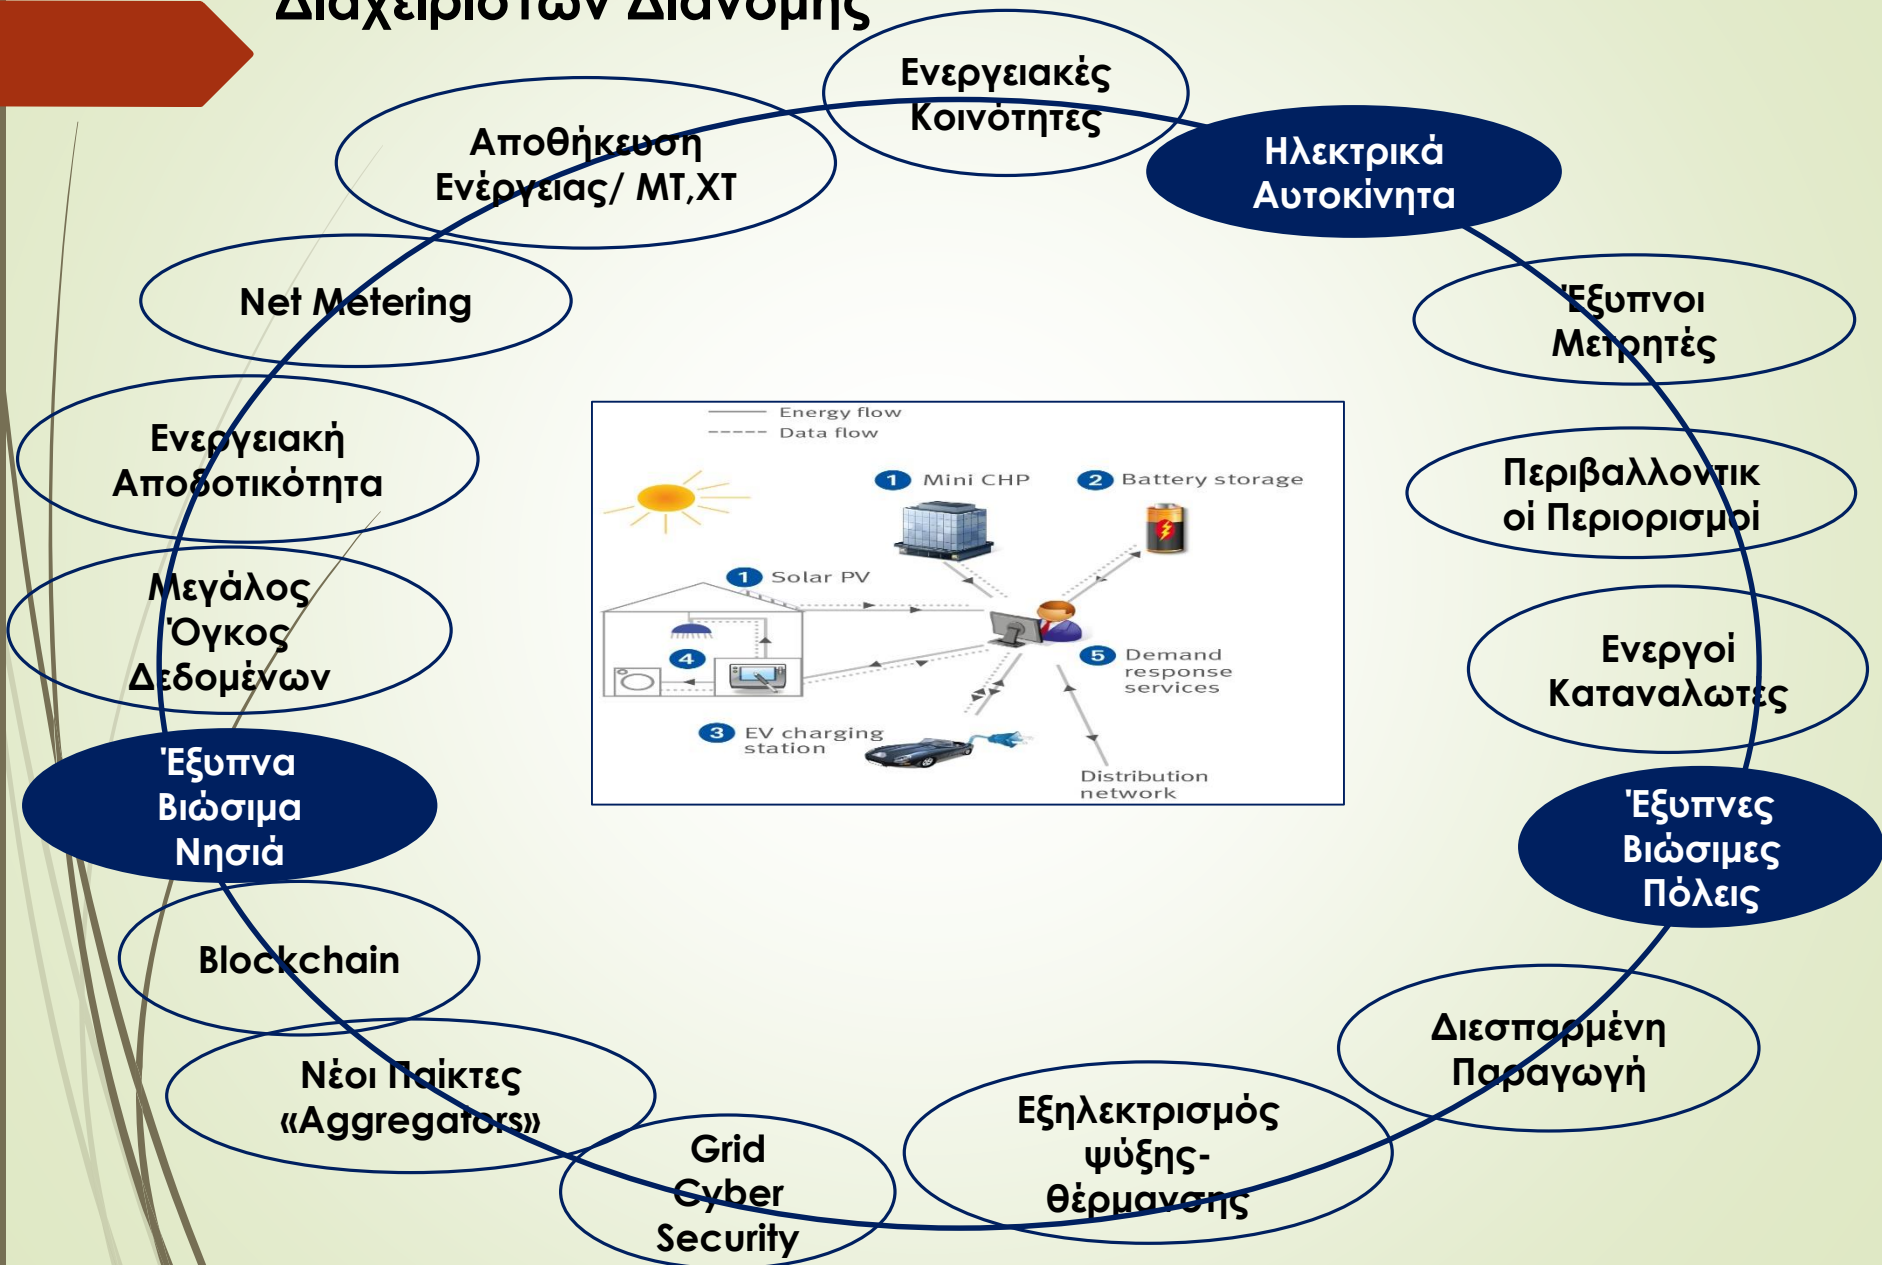 Διαχειριστών Διανομής
Ενεργειακές
Κοινότητες
Αποθήκευση
Ενέργειας/ ΜΤ,ΧΤ
Ηλεκτρικά
Αυτοκίνητα
Net Metering
Έξυπνοι
Μετρητές
Ενεργειακή
Αποδοτικότητα
Περιβαλλοντικ
οί Περιορισμοί
Μεγάλος
Όγκος
Δεδομένων
Ενεργοί
Καταναλωτες
Έξυπνα
Βιώσιμα
Νησιά
Έξυπνες
Βιώσιμες
Πόλεις
Blockchain
Διεσπαρμένη
Παραγωγή
Νέοι Παίκτες
«Aggregators»
Grid
Cyber
Security
Εξηλεκτρισμός
ψύξης-
θέρμανσης
Energy flow
Data flow
1 Mini CHP
2 Battery storage
1 Solar PV
4
5 Demand
response
services
3 EV charging
station
Distribution
network